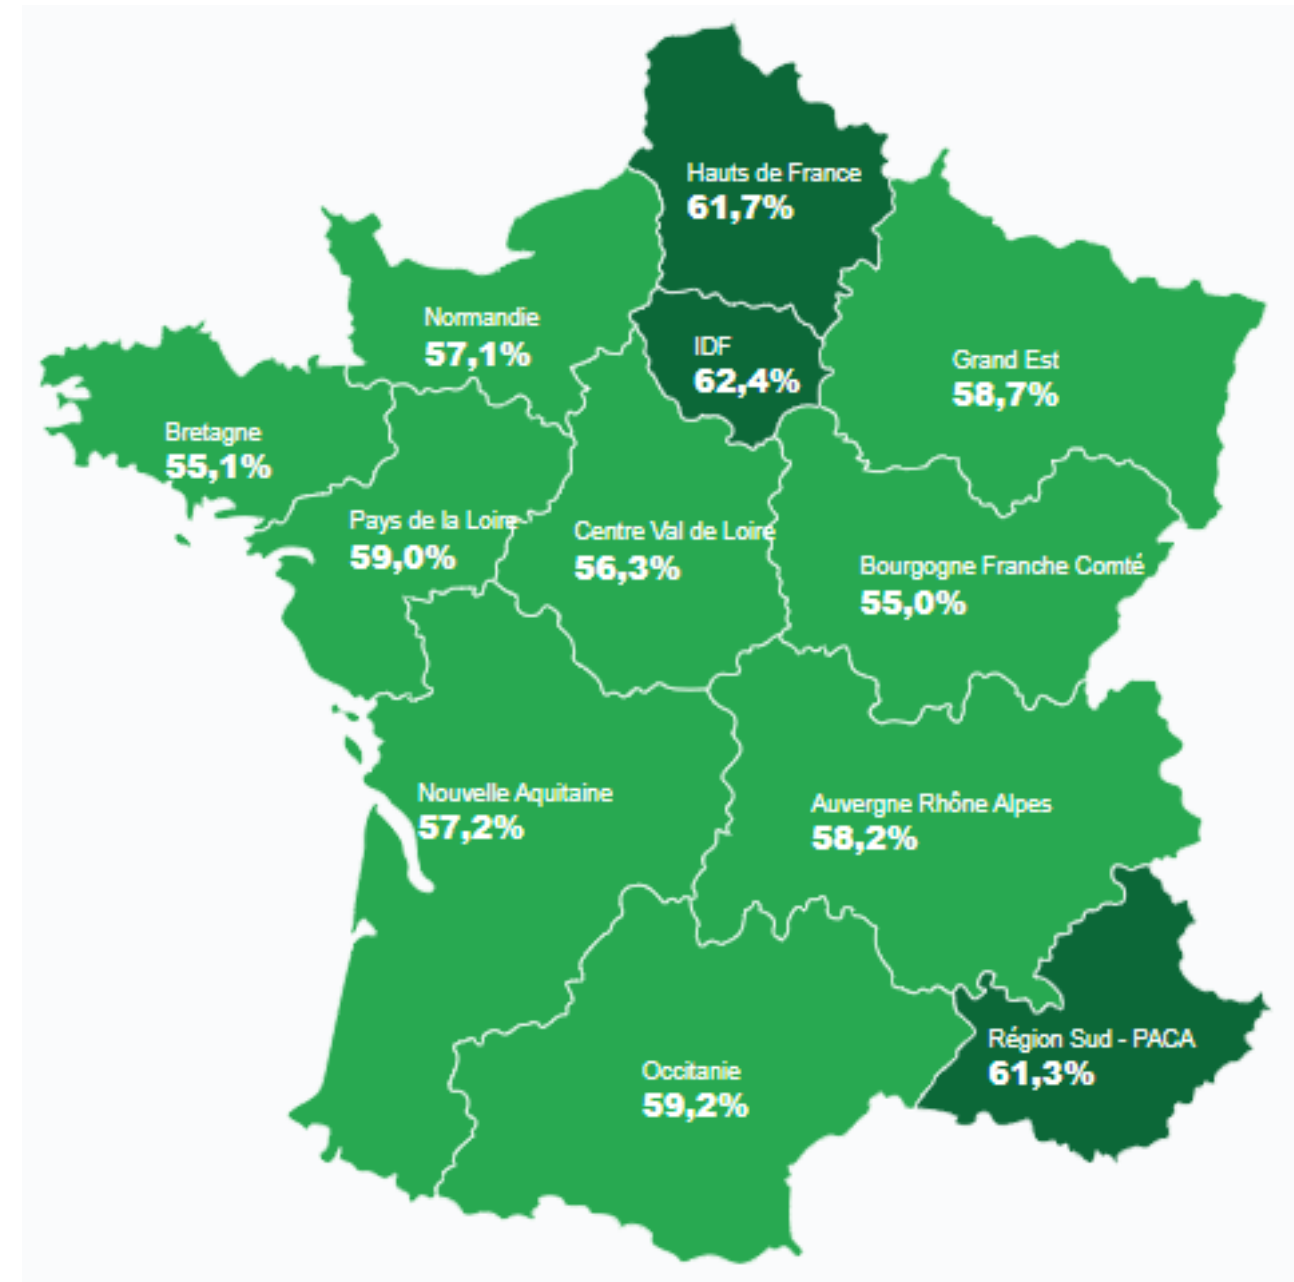 Hauts de France
61,7%
Normandie
57,1%
IDF
62,4%
Grand Est
58,7%
Bretagne
55,1%
Pays de la Loire
59,0%
Centre Val de Loire
56,3%
Bourgogne Franche Comté
55,0%
Nouvelle Aquitaine
57,2%
Auvergne Rhône Alpes
58,2%
Région Sud - PACA
61,3%
Occitanie
59,2%